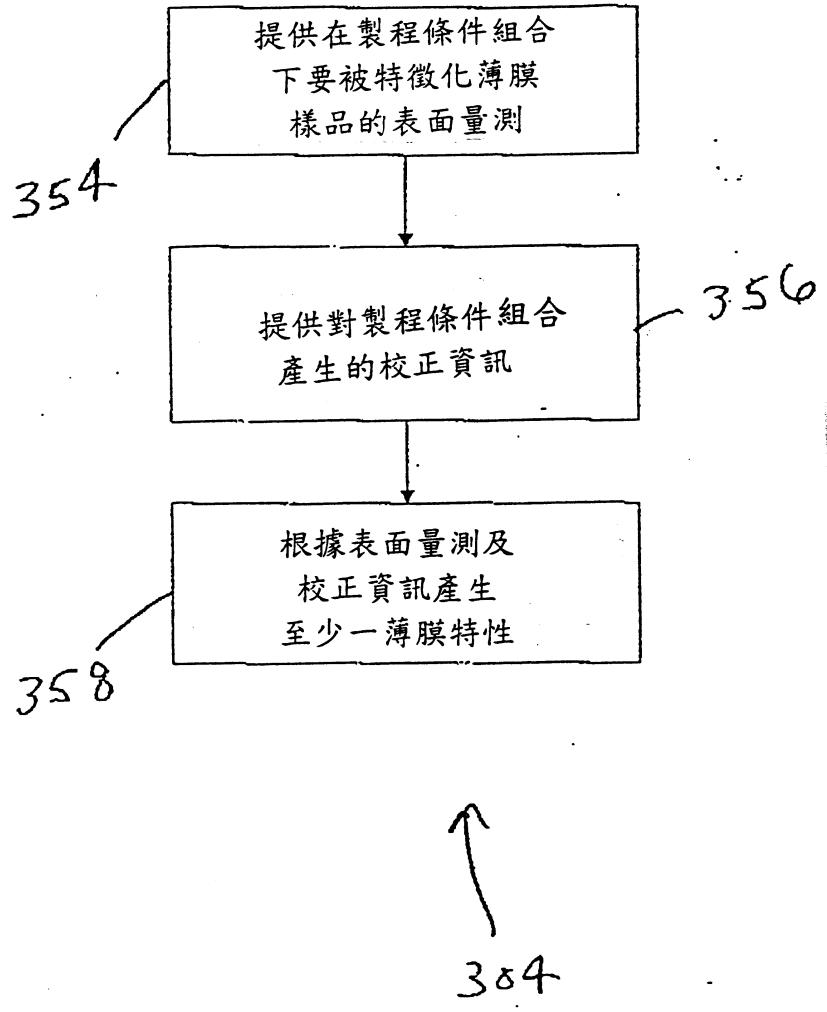 提供在製程條件組合
下要被特徵化薄膜
樣品的表面量測
354
提供對製程條件組合
產生的校正資訊
356
根據表面量測及
校正資訊產生
至少一薄膜特性
358
304